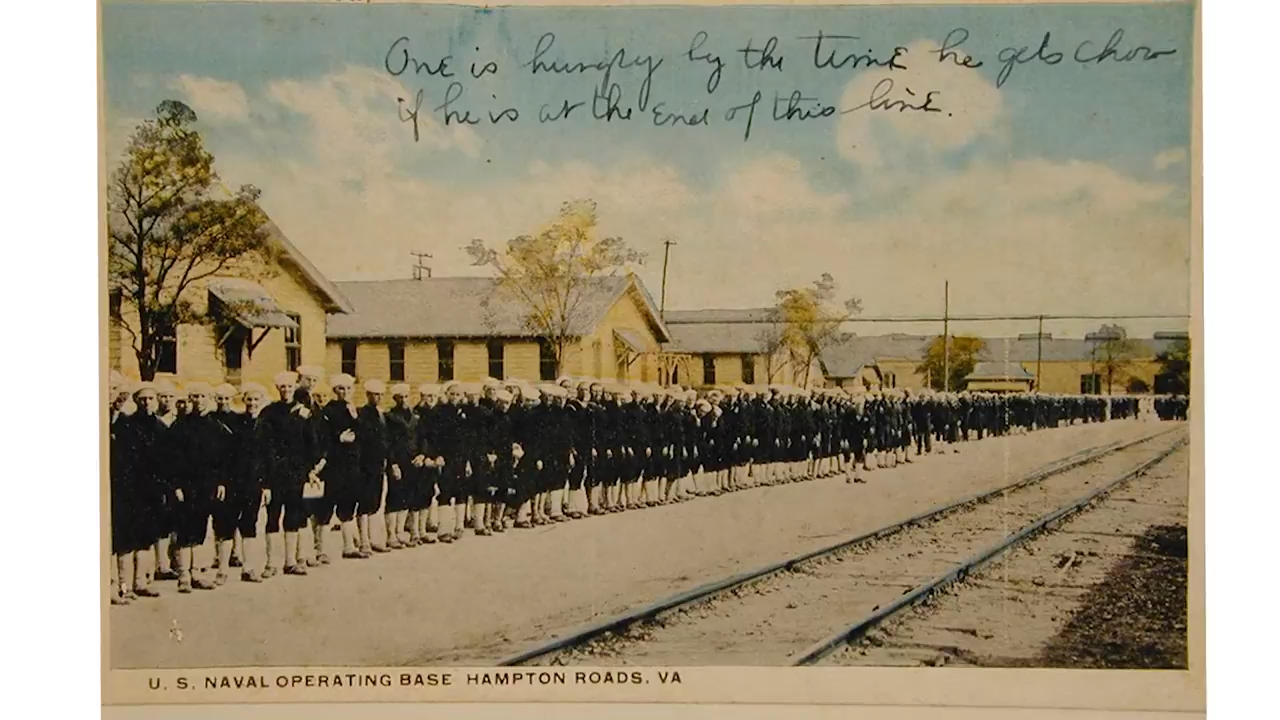 One is hungry by the time he gets chow
if he is at the end of this line.
U. S. NAVAL OPERATING BASE HAMPTON ROADS, VA